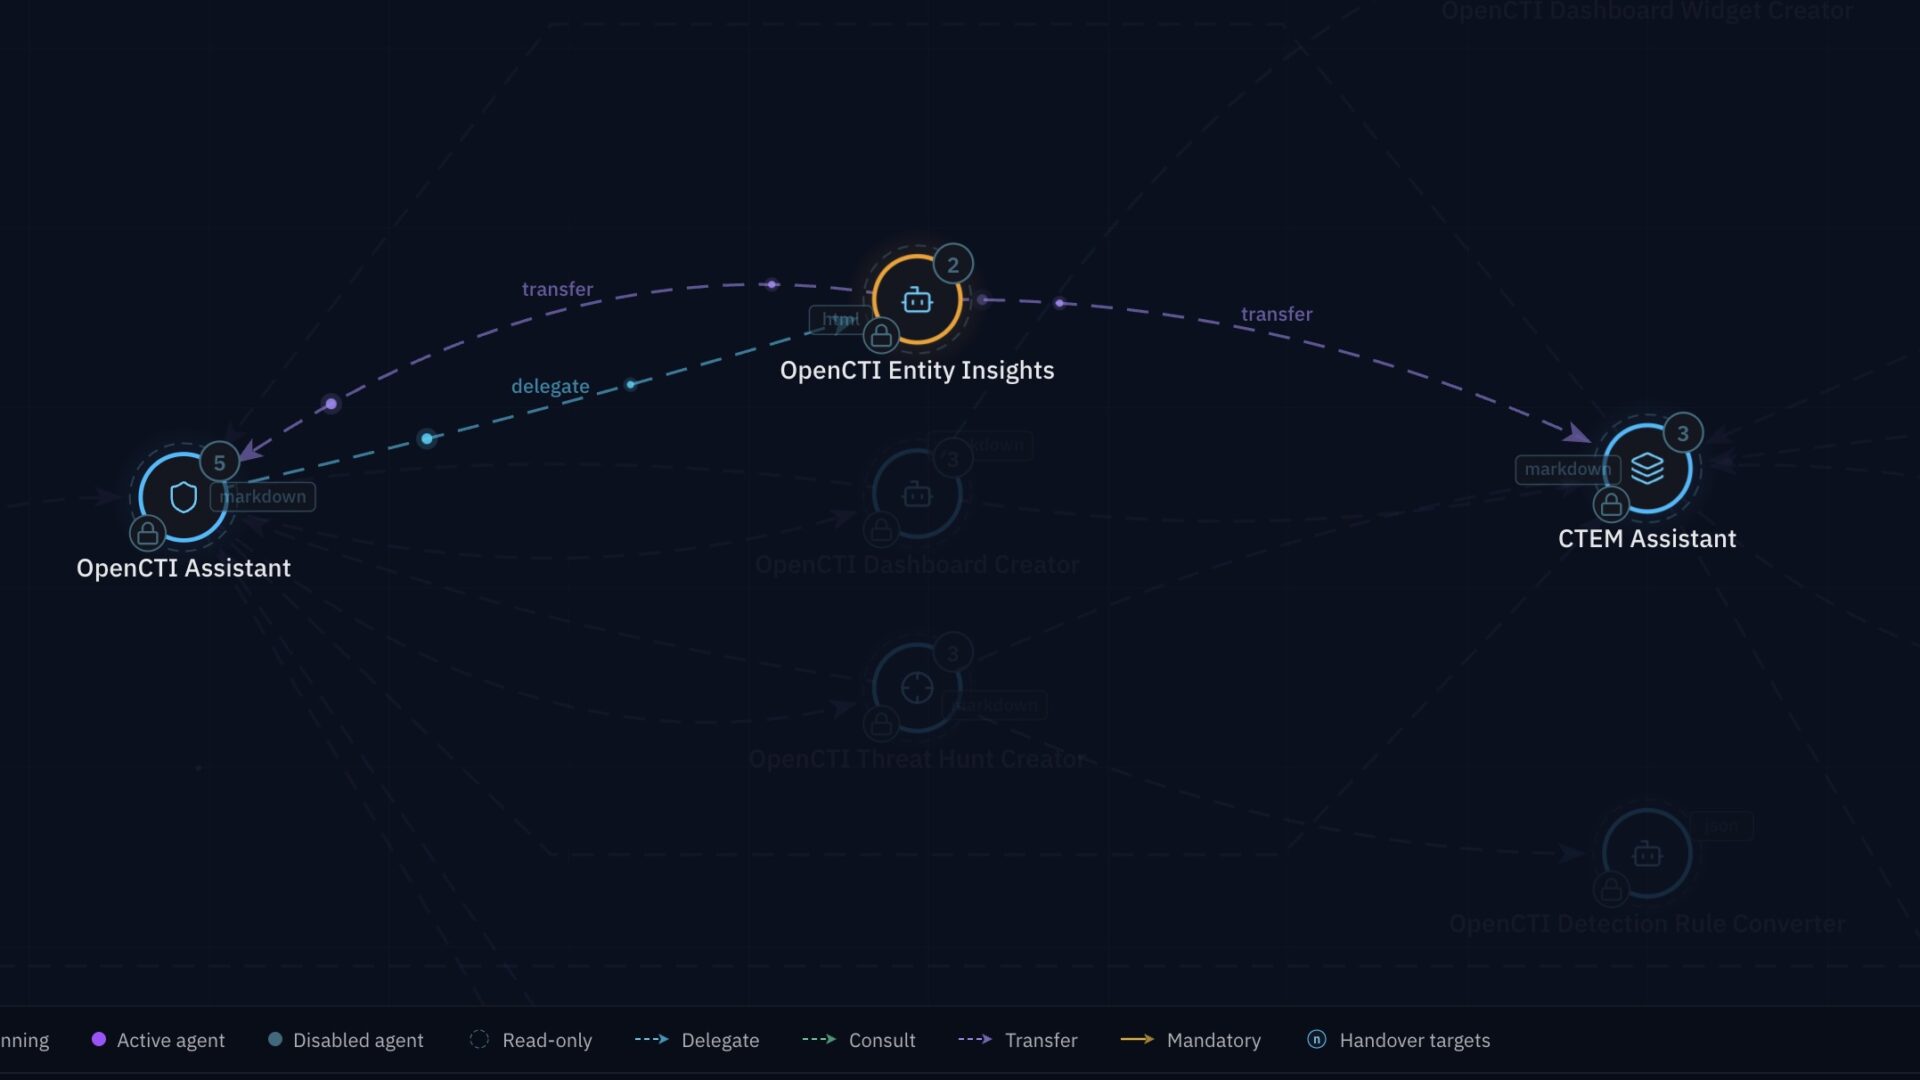 OpenCTI Dashboard Widget Creator
2
transfer
html
transfer
OpenCTI Entity Insights
delegate
5
markdown
OpenCTI Assistant
3
markdown
CTEM Assistant
3
OpenCTI Dashboard Creator
3
markdown
OpenCTI Threat Hunt Creator
json
OpenCTI Detection Rule Converter
nning
Active agent
Disabled agent
Read-only
Delegate
Consult
Transfer
Mandatory
n
Handover targets